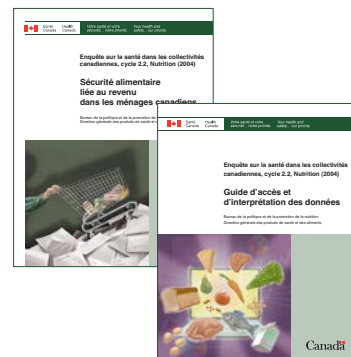 Santé Canada
Health Canada
Votre santé et votre sécurité... notre priorité.
Your health and safety... our priority.
Enquête sur la santé dans les collectivités
canadiennes, cycle 2.2, Nutrition (2004)
Sécurité alimentaire
liée au revenu
dans les ménages canadiens
Bureau de la politique et de la promotion de
Direction générale des produits de santé et
Santé Canada
Health Canada
Votre santé et votre sécurité... notre priorité.
Your health and safety... our priority.
Enquête sur la santé dans les collectivités
canadiennes, cycle 2.2, Nutrition (2004)
Guide d'accès et
d'interprétation des données
Bureau de la politique et de la promotion de la nutrition
Direction générale des produits de santé et des aliments
Canada